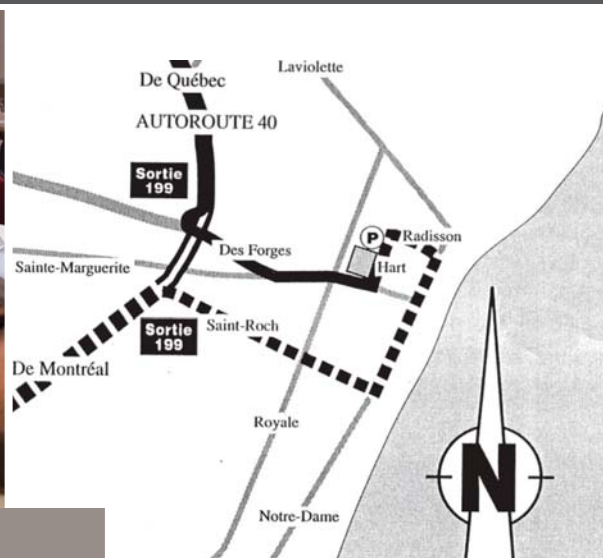 Laviolette
De Québec
AUTOROUTE 40
Sortie
199
P
Radisson
Des Forges
Hart
Sainte-Marguerite
Sortie
199
Saint-Roch
De Montréal
Royale
N
Notre-Dame